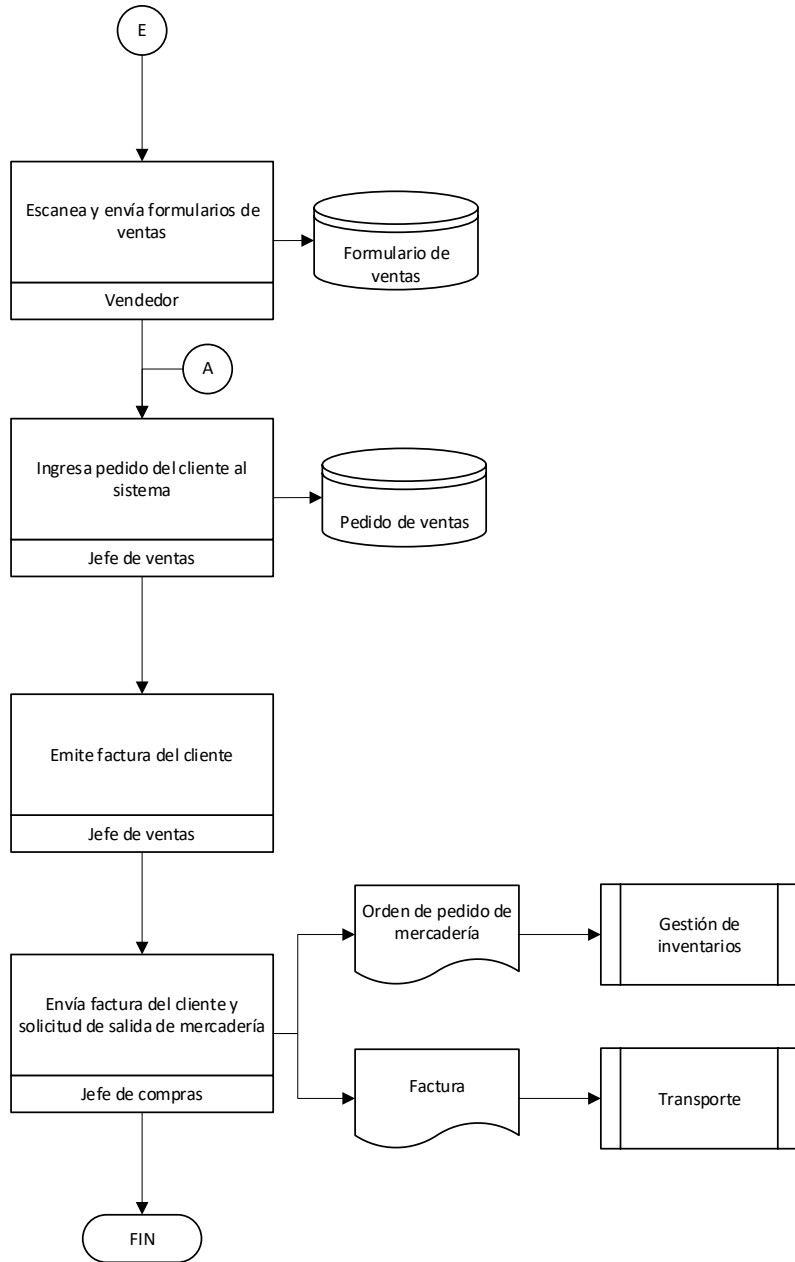 E
Escanea y envía formularios de
ventas
Vendedor
Formulario de
ventas
A
Ingresa pedido del cliente al
sistema
Jefe de ventas
Pedido de ventas
Emite factura del cliente
Jefe de ventas
Envía factura del cliente y
solicitud de salida de mercadería
Jefe de compras
Orden de pedido de
mercadería
Gestión de
inventarios
Factura
Transporte
FIN